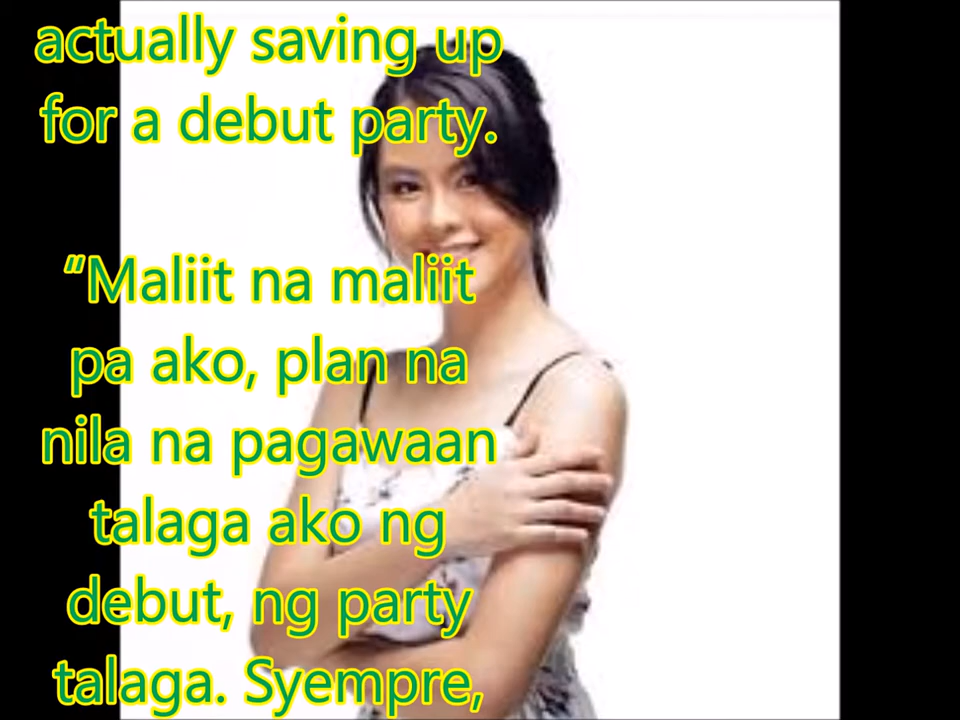 actually saving up
for a debut party.
“Maliit na maliit
pa ako, plan na
nila na pagawaan
talaga ako ng
debut, ng party
talaga. Syempre,